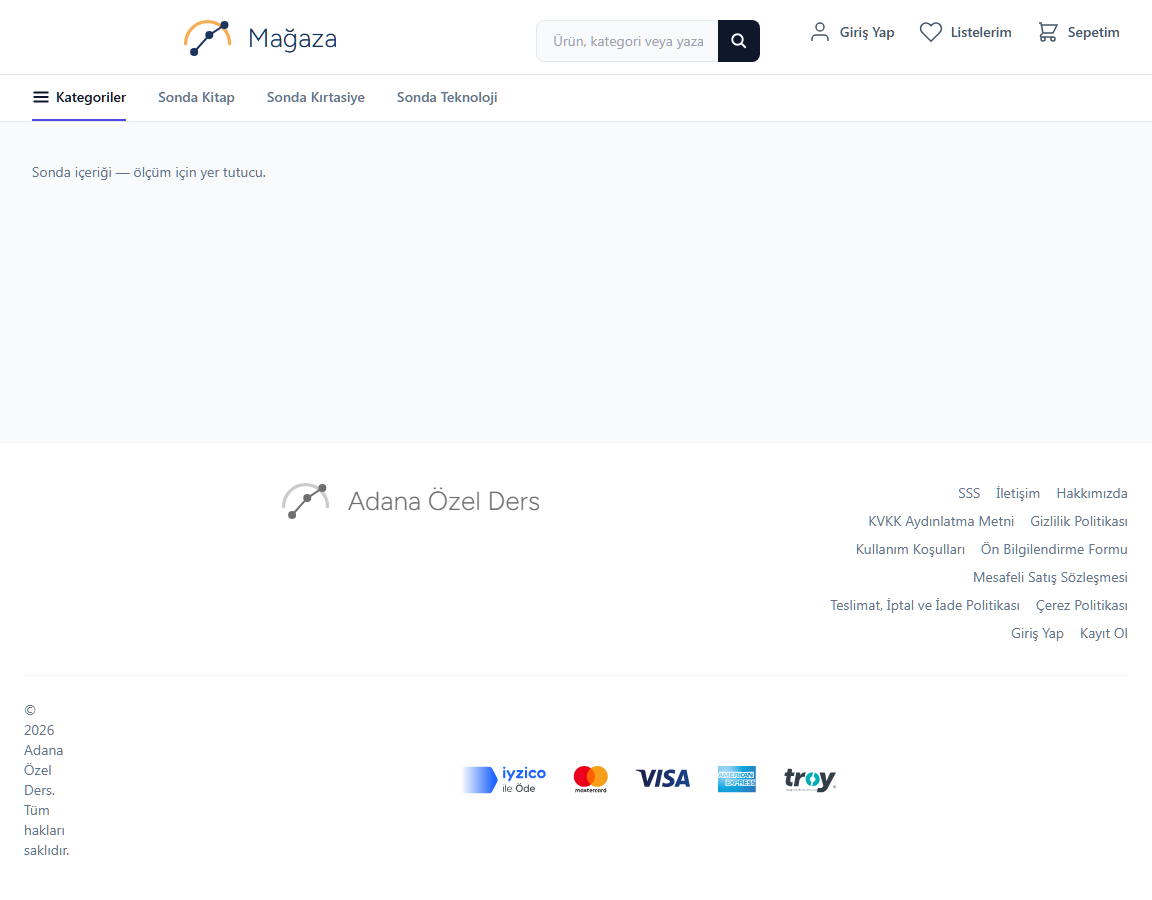 Mağaza
Ürün, kategori veya yaza
Giriş Yap
Listelerim
Sepetim
Kategoriler
Sonda Kitap
Sonda Kırtasiye
Sonda Teknoloji
Sonda içeriği — ölçüm için yer tutucu.
Adana Özel Ders
SSS İletişim Hakkımızda
KVKK Aydınlatma Metni Gizlilik Politikası
Kullanım Koşulları Ön Bilgilendirme Formu
Mesafeli Satış Sözleşmesi
Teslimat, İptal ve İade Politikası Çerez Politikası
Giriş Yap Kayıt Ol
©
2026
Adana
Özel
Ders.
Tüm
hakları
saklıdır.
iyzico
ile Öde
mastercard
VISA
AMERICAN
EXPRESS
troy